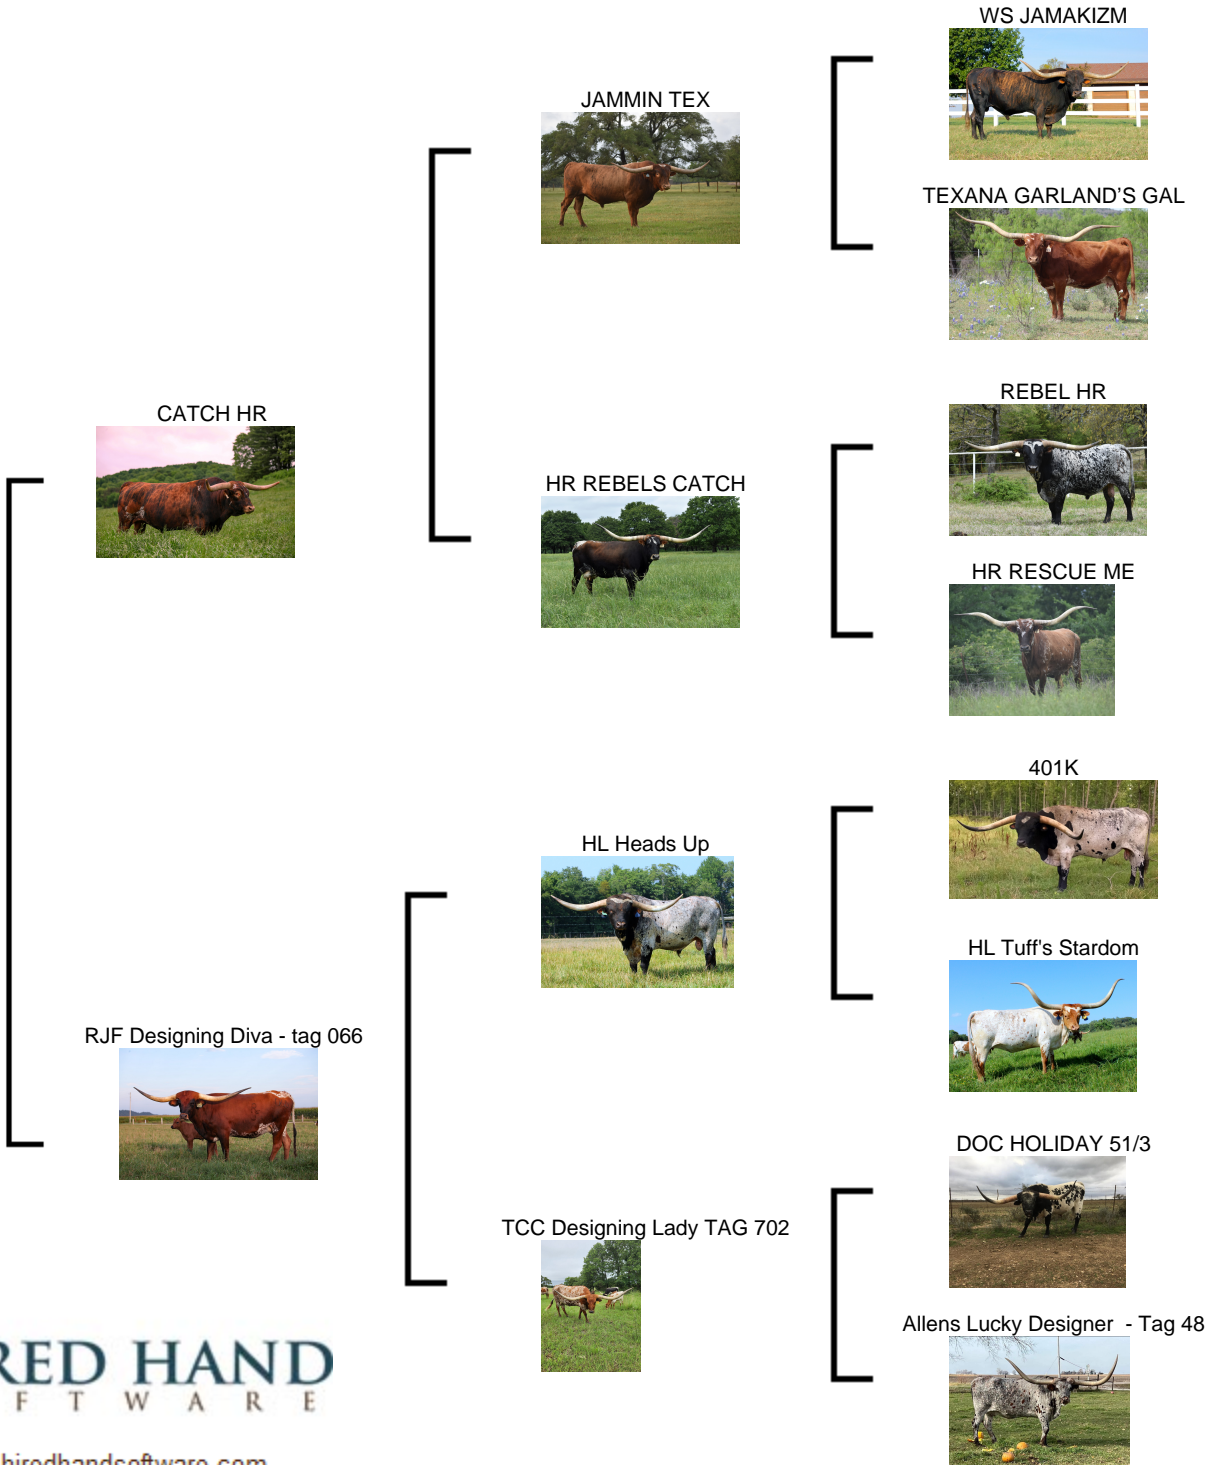 WS JAMAKIZM
JAMMIN TEX
TEXANA GARLAND'S GAL
REBEL HR
CATCH HR
HR REBELS CATCH
HR RESCUE ME
401K
HL Heads Up
HL Tuff's Stardom
RJF Designing Diva - tag 066
DOC HOLIDAY 51/3
TCC Designing Lady TAG 702
Allens Lucky Designer - Tag 48
RED HAND
F T W A R E
hiredhandsoftware.com